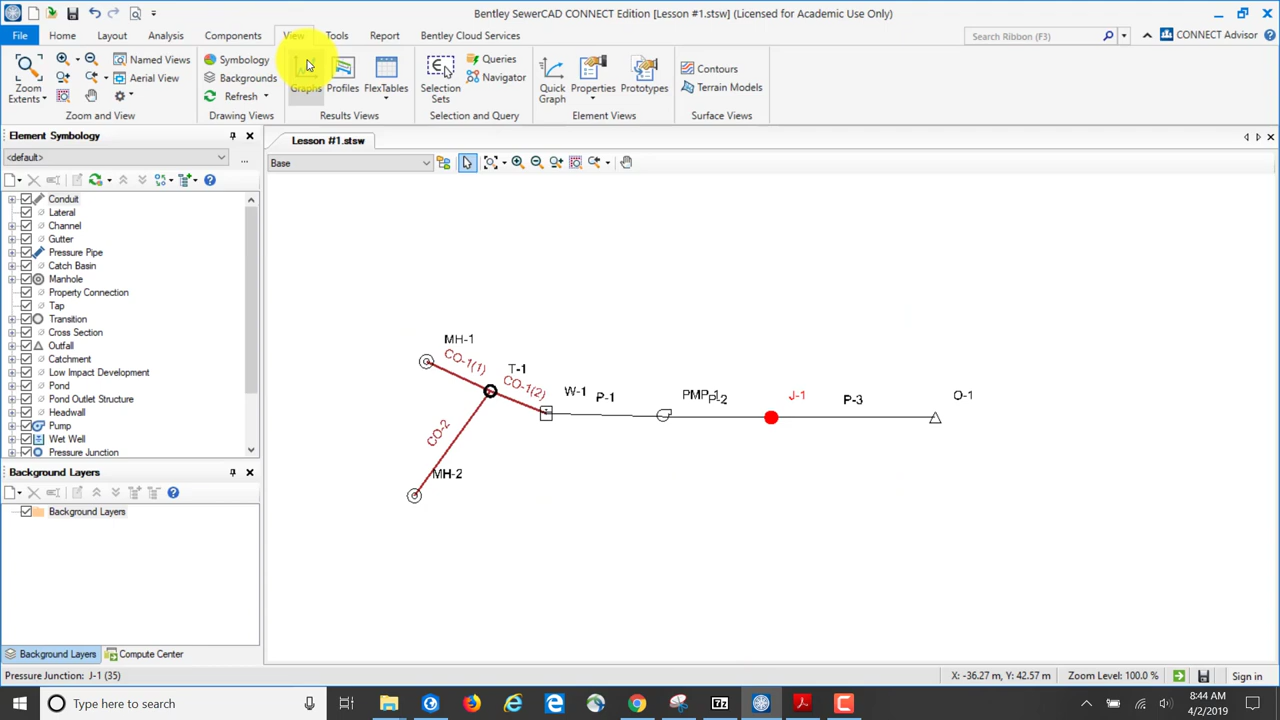 Bentley SewerCAD CONNECT Edition [Lesson #1.stsw] (Licensed for Academic Use Only)
File Home Layout Analysis Components View Tools Report Bentley Cloud Services Search Ribbon (F3) CONNECT Advisor
Zoom Extents Named Views Aerial View
Symbology Backgrounds Refresh
Graphs Profiles FlexTables
Selection Sets Queries Navigator
Quick Graph Properties Prototypes
Contours Terrain Models
Zoom and View Drawing Views Results Views Selection and Query Element Views Surface Views
Element Symbology
<default>
Conduit
Lateral
Channel
Gutter
Pressure Pipe
Catch Basin
Manhole
Property Connection
Tap
Transition
Cross Section
Outfall
Catchment
Low Impact Development
Pond
Pond Outlet Structure
Headwall
Pump
Wet Well
Pressure Junction
Background Layers
Background Layers
Background Layers Compute Center
Lesson #1.stsw
Base
MH-1
CO-1(1)
T-1
CO-1(2)
W-1
P-1
PMP-1
P-2
J-1
P-3
O-1
CO-2
MH-2
Pressure Junction: J-1 (35) X: -36.27 m, Y: 42.57 m Zoom Level: 100.0 % Sign in
Type here to search
7z
8:44 AM
4/2/2019